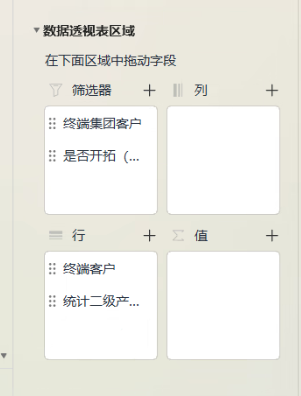 数据透视表区域
在下面区域中拖动字段
筛选器
列
终端集团客户
是否开拓（...
行
值
终端客户
统计二级产...